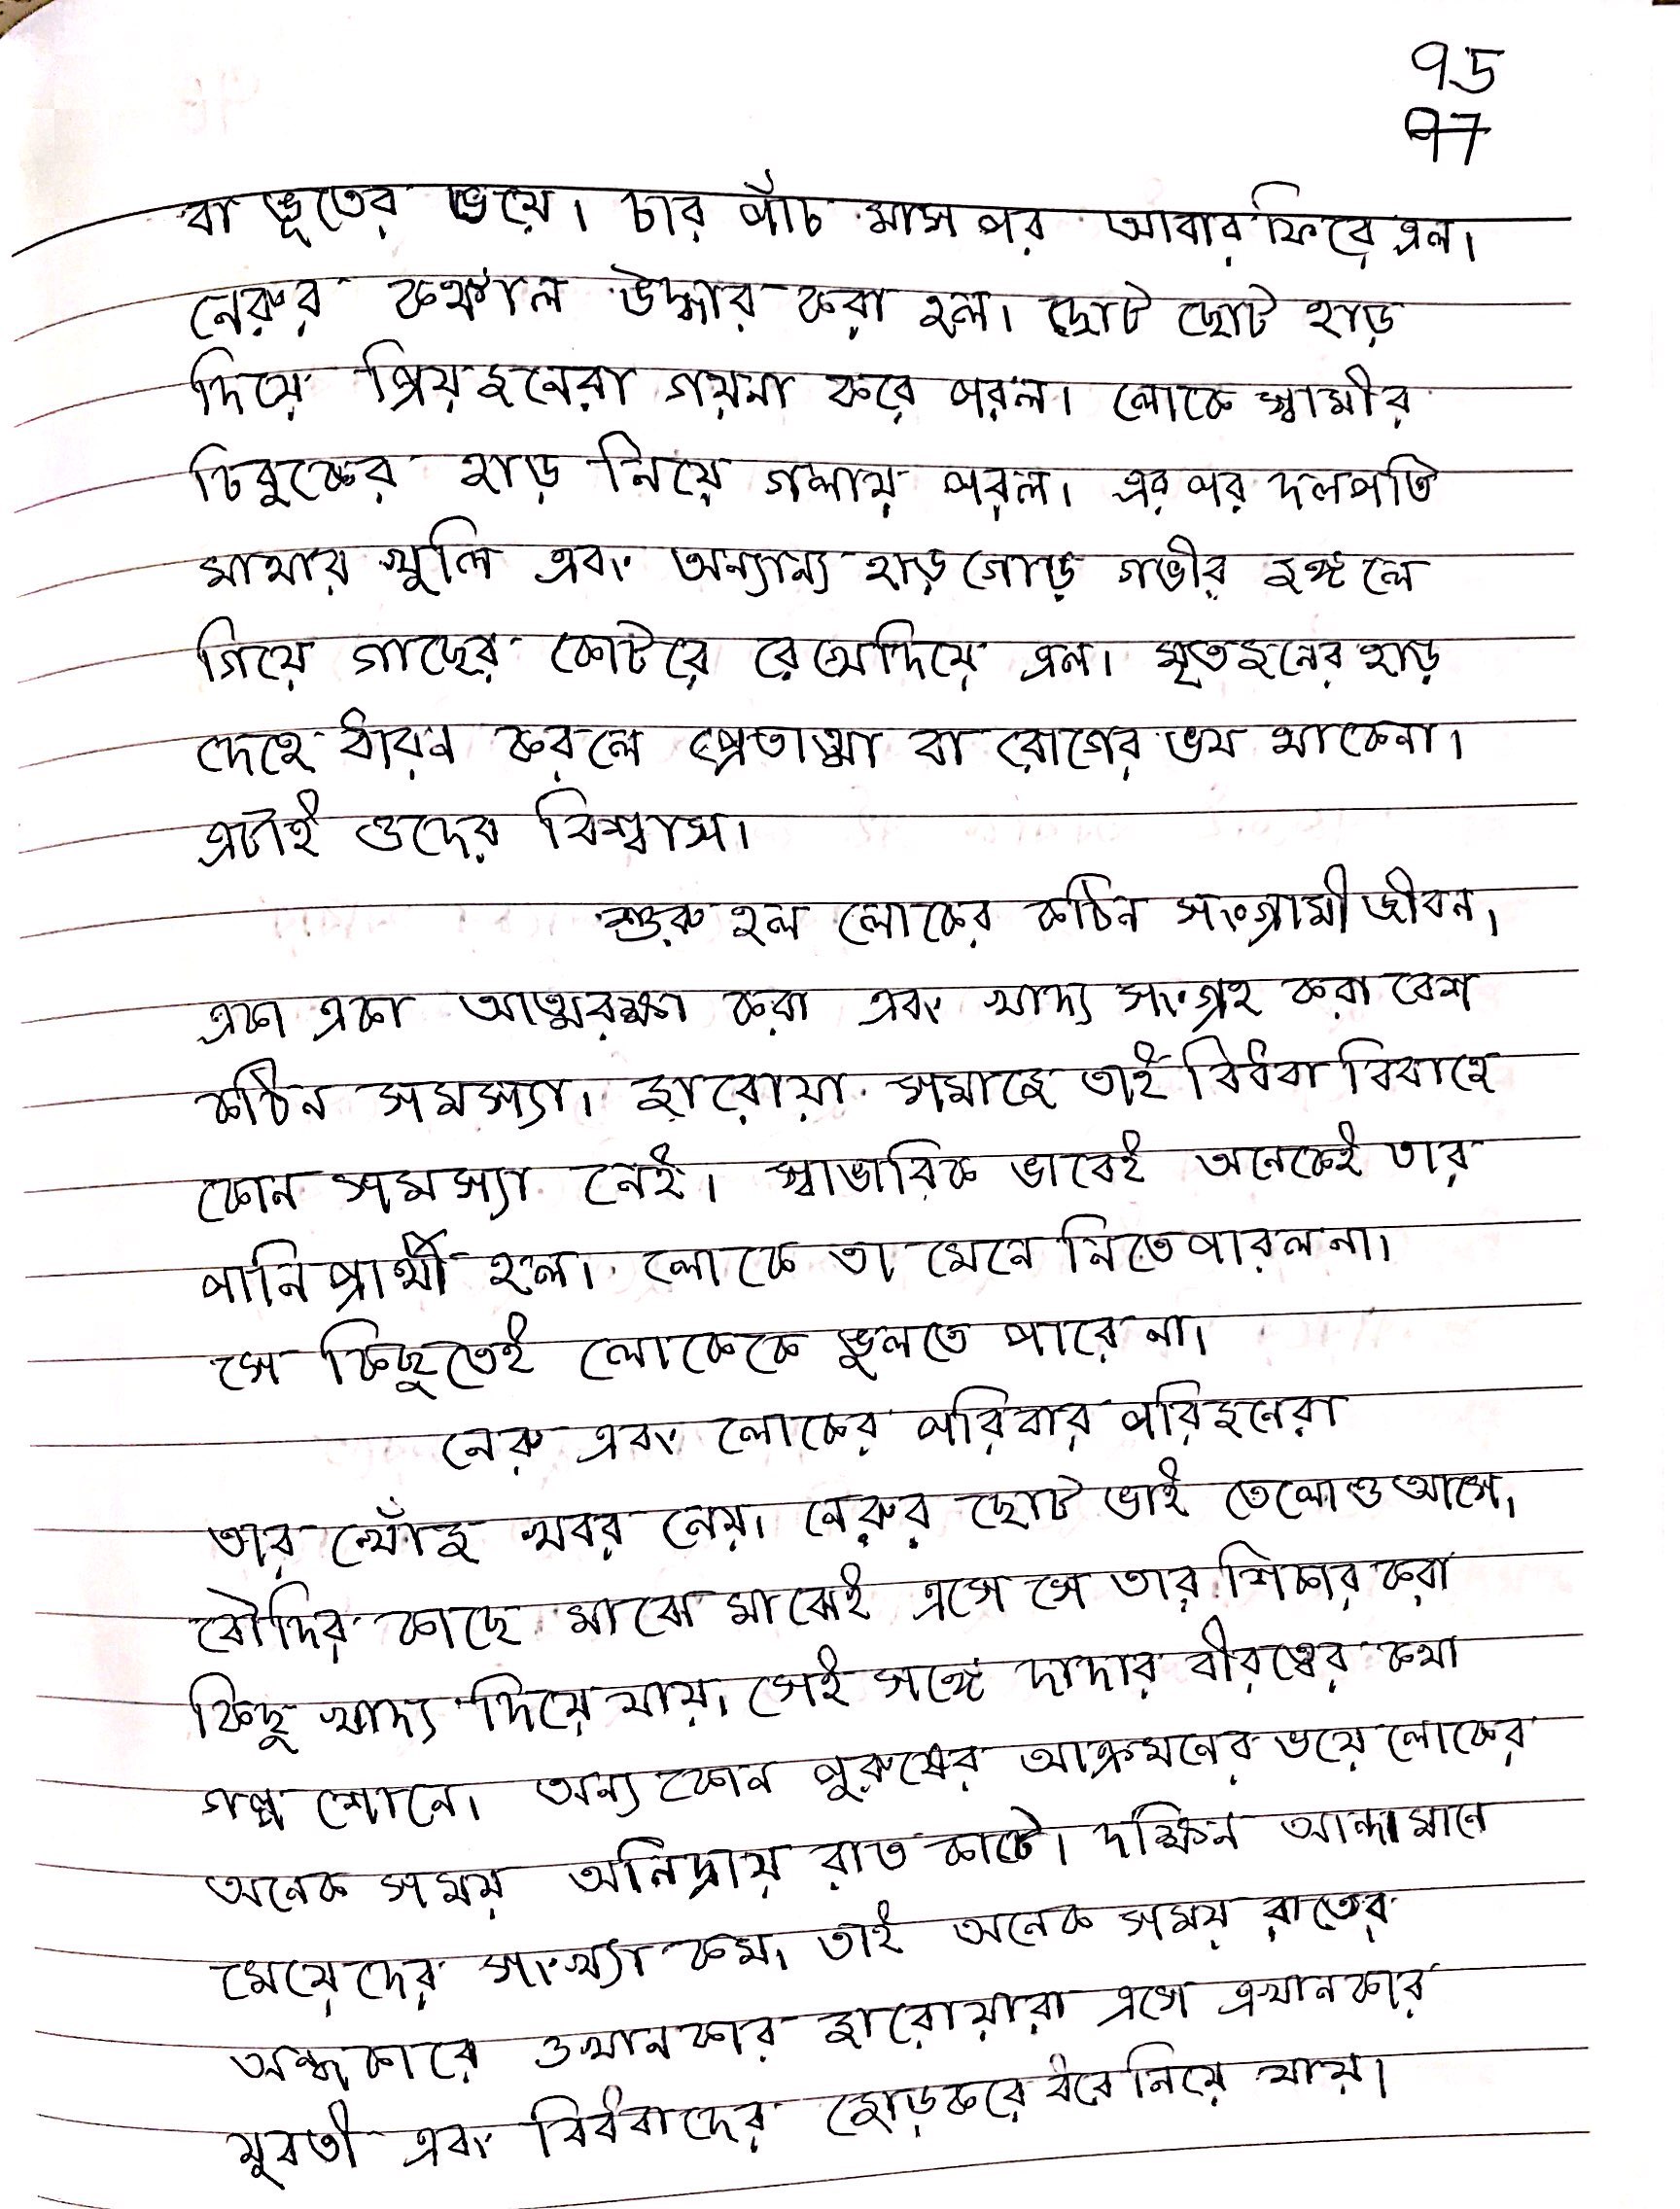 95
97
বা ভূতের ভয়ে। চার পাঁচ মাস পর আবার ফিরে এল।
নেরুর কঙ্কাল উদ্ধার করা হল। ছোট ছোট হাড়
দিয়ে প্রিয়জনেরা গয়না করে পরল। লোকে স্বামীর
চিবুকের হাড় নিয়ে গলায় পরল। এর পর দলপতি
মাথার খুলি এবং অন্যান্য হাড়গোড় গভীর জঙ্গলে
গিয়ে গাছের কোটরে রেখেদিয়ে এল। মৃতজনের হাড়
দেহে ধারন করলে প্রেতাত্মা বা রোগের ভয় থাকেনা।
এটাই ওদের বিশ্বাস।
শুরু হল লোকের কঠিন সংগ্রামী জীবন।
একা একা আত্মরক্ষা করা এবং খাদ্য সংগ্রহ করা বেশ
কঠিন সমস্যা। জারোয়া সমাজে তাই বিধবা বিবাহে
কোন সমস্যা নেই। স্বাভাবিক ভাবেই অনেকেই তার
পানিপ্রার্থী হল। লোকে তা মেনে নিতে পারলনা।
সে কিছুতেই লোকেকে ভুলতে পারেনা।
নেরু এবং লোকের পরিবার পরিজনেরা
তার খোঁজ খবর নেয়। নেরুর ছোট ভাই তেলোও আসে।
বৌদির কাছে মাঝে মাঝেই এসে সে তার শিকার করা
কিছু খাদ্য দিয়ে যায়। সেই সঙ্গে দাদার বীরত্বের কথা
গল্প শোনে। অন্য কোন পুরুষের আক্রমনের ভয়ে লোকের
অনেক সময় অনিদ্রায় রাত কাটে। দক্ষিন আন্দামানে
মেয়েদের সংখ্যা কম। তাই অনেক সময় রাতের
অন্ধকারে ওখানকার জারোয়ারা এসে এখানকার
যুবতী এবং বিধবাদের জোড়করে ধরে নিয়ে যায়।